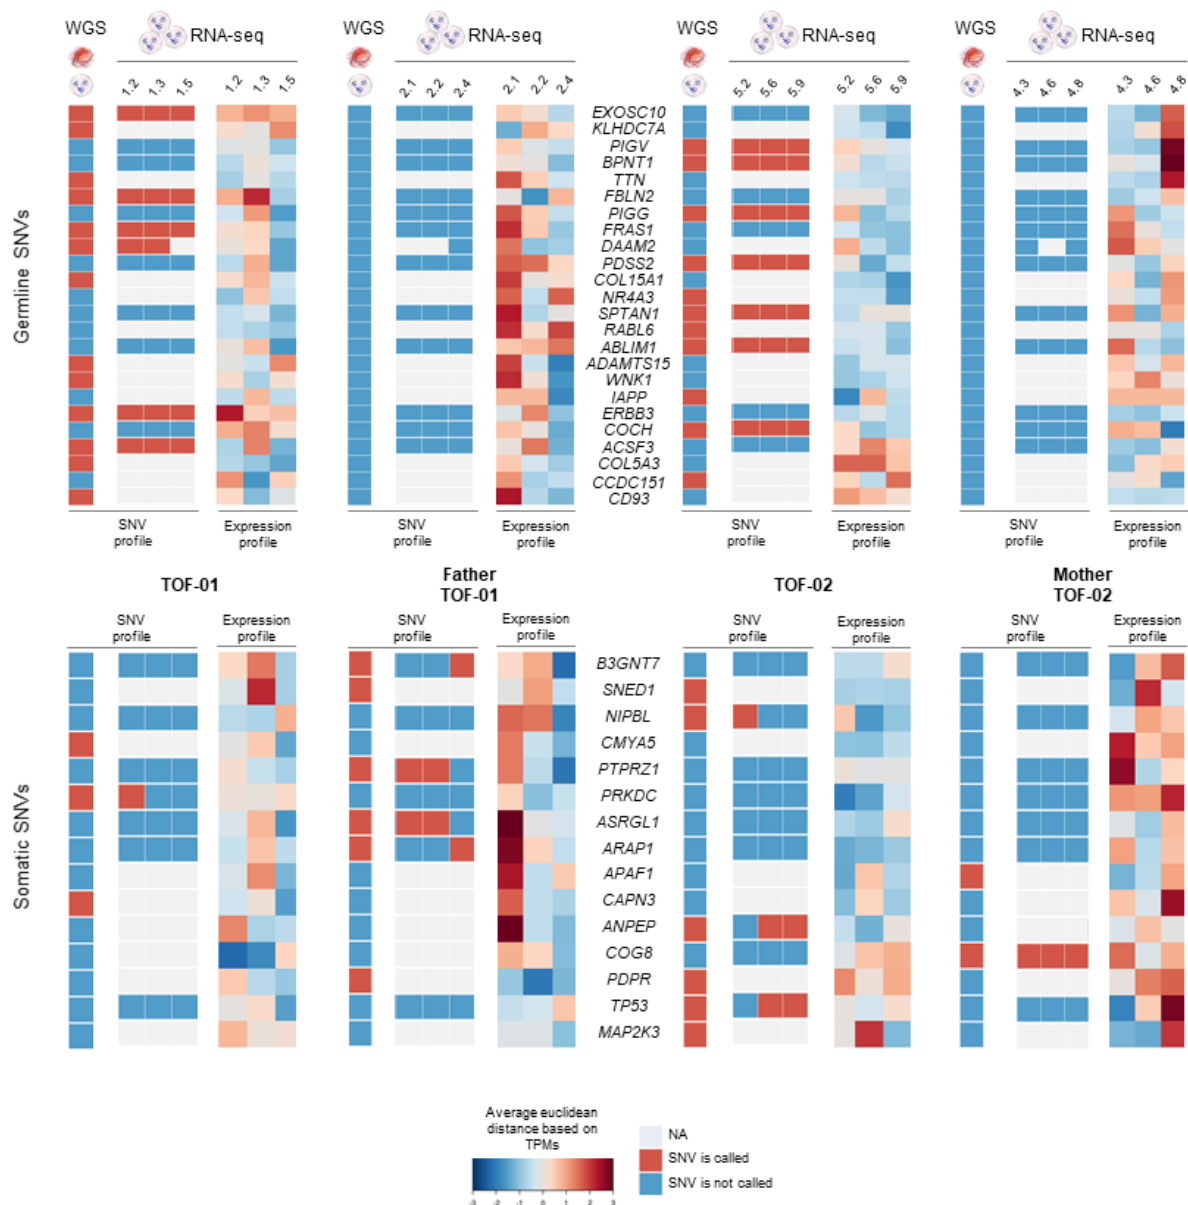 WGS RNA-seq WGS RNA-seq WGS RNA-seq WGS RNA-seq
1.2 1.3 1.5 1.2 1.3 1.5 2.1 2.2 2.4 2.1 2.2 2.4 5.2 5.6 5.9 5.2 5.6 5.9 4.3 4.6 4.8 4.3 4.6 4.8
Germline SNVs
EXOSC10
KLHDC7A
PIGV
BPNT1
TTN
FBLN2
PIGG
FRAS1
DAAM2
PDSS2
COL15A1
NR4A3
SPTAN1
RABL6
ABLIM1
ADAMTS15
WNK1
IAPP
ERBB3
COCH
ACSF3
COL5A3
CCDC151
CD93
SNV Expression SNV Expression SNV Expression SNV Expression
profile profile profile profile profile profile profile profile
TOF-01 Father TOF-02 Mother
TOF-01 TOF-02
SNV Expression SNV Expression SNV Expression SNV Expression
profile profile profile profile profile profile profile profile
Somatic SNVs
B3GNT7
SNED1
NIPBL
CMYA5
PTPRZ1
PRKDC
ASRGL1
ARAP1
APAF1
CAPN3
ANPEP
COG8
PDPR
TP53
MAP2K3
Average euclidean
distance based on
TPMs
-3 -2 -1 0 1 2 3
NA
SNV is called
SNV is not called